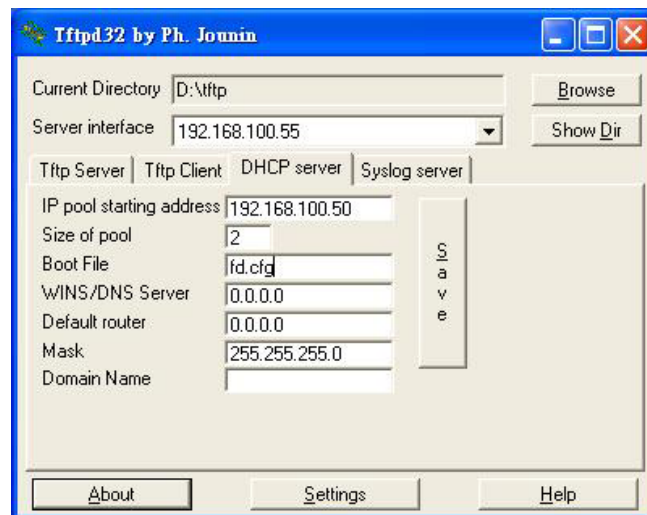 Tftpd32 by Ph. Jounin
Current Directory D:\tftp Browse
Server interface 192.168.100.55 Show Dir
Tftp Server Tftp Client DHCP server Syslog server
IP pool starting address 192.168.100.50
Size of pool 2
Boot File fd.cfg
WINS/DNS Server 0.0.0.0
Default router 0.0.0.0
Mask 255.255.255.0
Domain Name
Save
About Settings Help